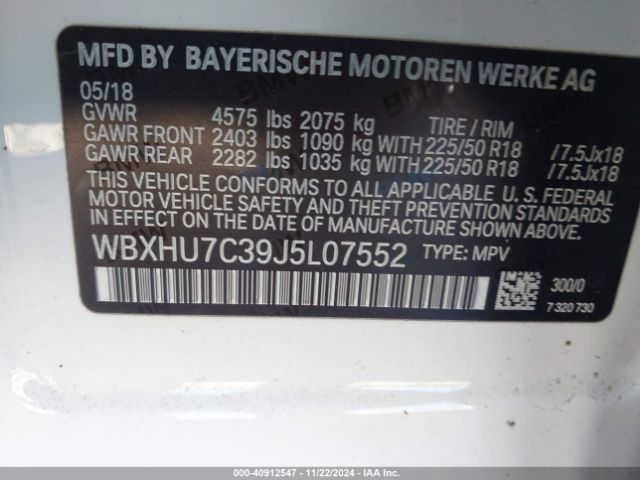 MFD BY BAYERISCHE MOTOREN WERKE AG
05/18
GVWR 4575 lbs 2075 kg TIRE / RIM
GAWR FRONT 2403 lbs 1090 kg WITH 225/50 R18 /7.5Jx18
GAWR REAR 2282 lbs 1035 kg WITH 225/50 R18 /7.5Jx18
THIS VEHICLE CONFORMS TO ALL APPLICABLE U. S. FEDERAL
MOTOR VEHICLE SAFETY AND THEFT PREVENTION STANDARDS
IN EFFECT ON THE DATE OF MANUFACTURE SHOWN ABOVE.
WBXHU7C39J5L07552 TYPE: MPV
300/0
7 320 730
000-40912547 - 11/22/2024 - IAAI.COM